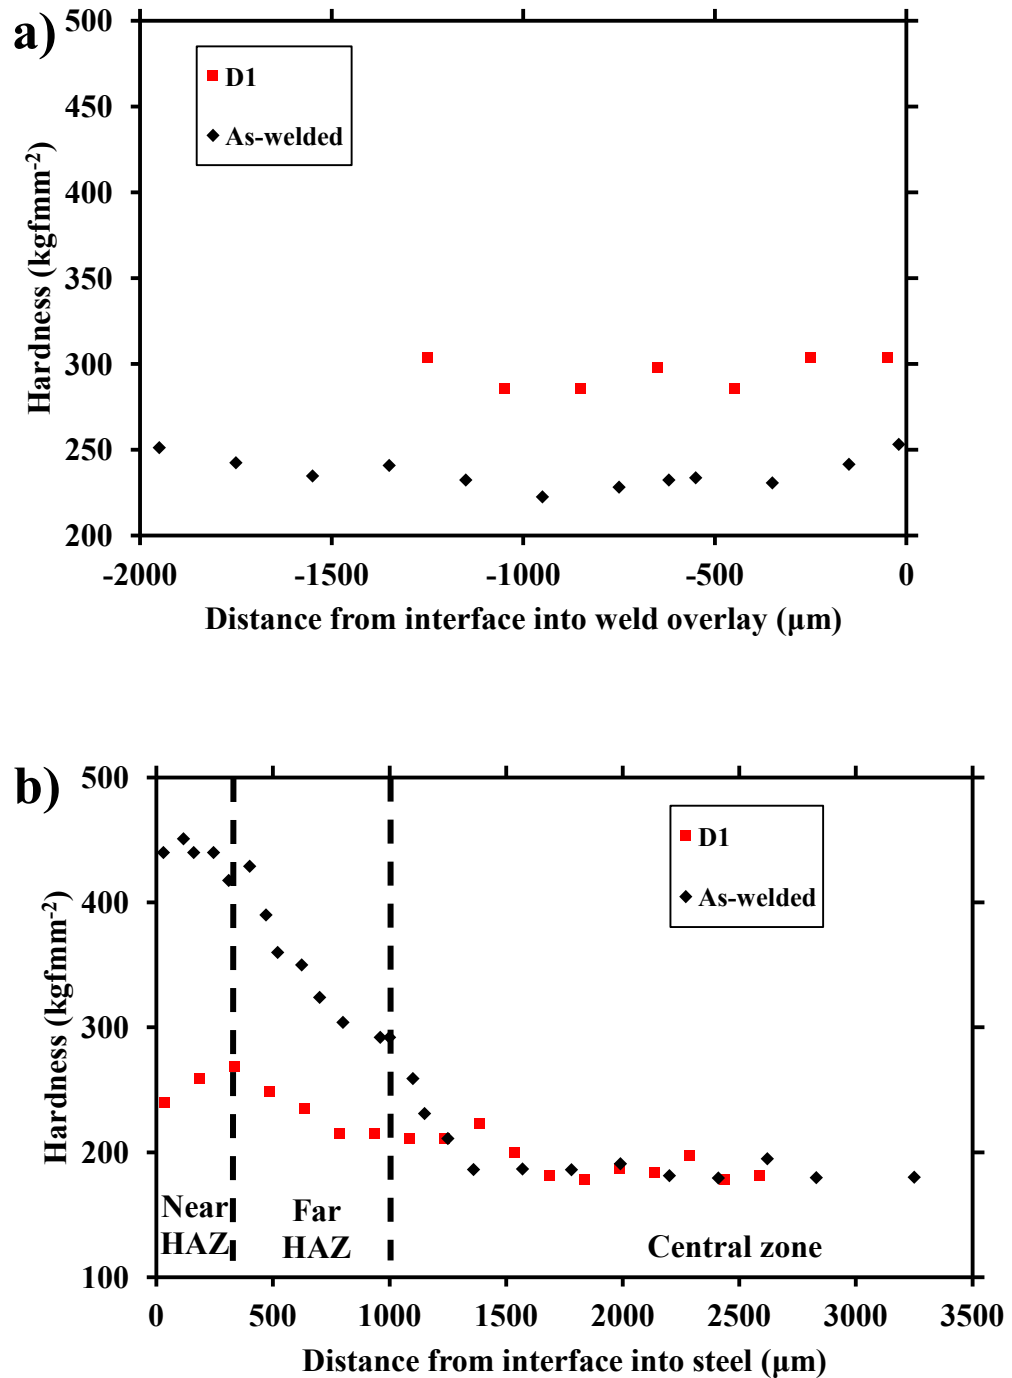 a)
500
450
400
350
300
250
200
D1
As-welded
Hardness (kgfmm-2)
-2000 -1500 -1000 -500 0
Distance from interface into weld overlay (µm)
b)
500
400
300
200
100
D1
As-welded
Hardness (kgfmm-2)
Near
HAZ
Far
HAZ
Central zone
0 500 1000 1500 2000 2500 3000 3500
Distance from interface into steel (µm)